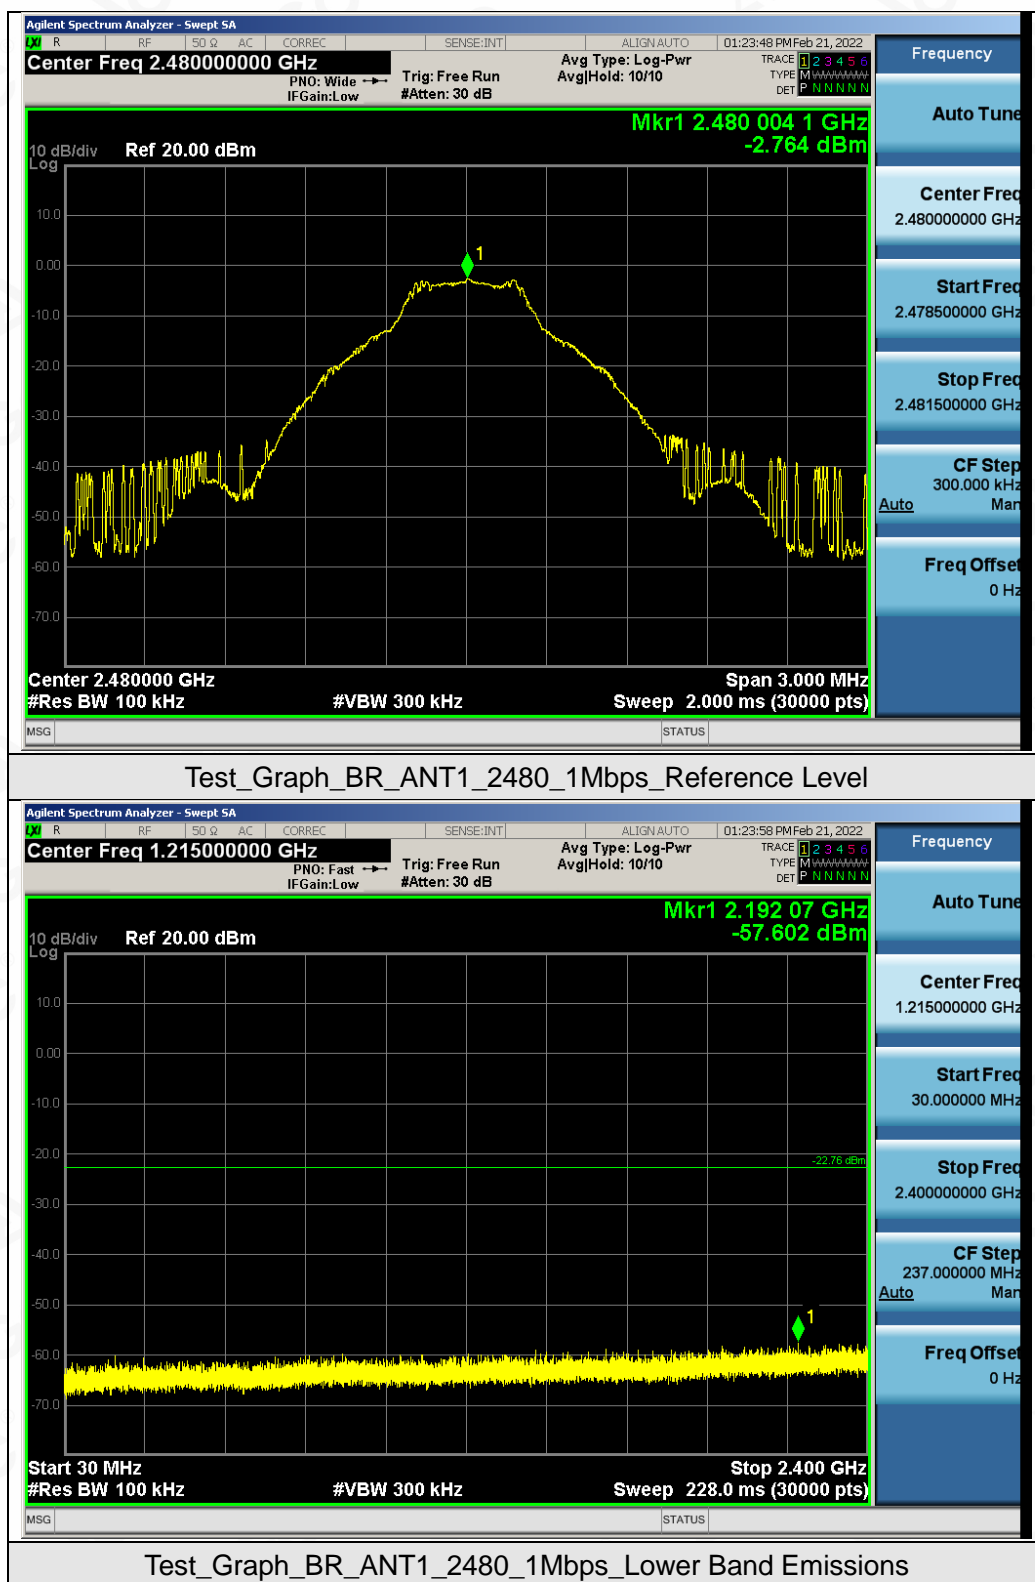 Agilent Spectrum Analyzer - Swept SA
LXI R RF 50 Ω AC CORREC SENSE:INT ALIGN AUTO 01:23:48 PM Feb 21, 2022
Center Freq 2.480000000 GHz
PNO: Wide
IFGain:Low
Trig: Free Run
#Atten: 30 dB
Avg Type: Log-Pwr
Avg|Hold: 10/10
TRACE 1 2 3 4 5 6
TYPE M
DET P N N N N N
Mkr1 2.480 004 1 GHz
-2.764 dBm
10 dB/div Ref 20.00 dBm
Log
10.0
0.00
1
-10.0
-20.0
-30.0
-40.0
-50.0
-60.0
-70.0
Center 2.480000 GHz Span 3.000 MHz
#Res BW 100 kHz #VBW 300 kHz Sweep 2.000 ms (30000 pts)
MSG STATUS
Frequency
Auto Tune
Center Freq
2.480000000 GHz
Start Freq
2.478500000 GHz
Stop Freq
2.481500000 GHz
CF Step
300.000 kHz
Auto Man
Freq Offset
0 Hz
Test_Graph_BR_ANT1_2480_1Mbps_Reference Level
Agilent Spectrum Analyzer - Swept SA
LXI R RF 50 Ω AC CORREC SENSE:INT ALIGN AUTO 01:23:58 PM Feb 21, 2022
Center Freq 1.215000000 GHz
PNO: Fast
IFGain:Low
Trig: Free Run
#Atten: 30 dB
Avg Type: Log-Pwr
Avg|Hold: 10/10
TRACE 1 2 3 4 5 6
TYPE M
DET P N N N N N
Mkr1 2.192 07 GHz
-57.602 dBm
10 dB/div Ref 20.00 dBm
Log
10.0
0.00
-10.0
-20.0
-22.76 dBm
-30.0
-40.0
-50.0
1
-60.0
-70.0
Start 30 MHz Stop 2.400 GHz
#Res BW 100 kHz #VBW 300 kHz Sweep 228.0 ms (30000 pts)
MSG STATUS
Frequency
Auto Tune
Center Freq
1.215000000 GHz
Start Freq
30.000000 MHz
Stop Freq
2.400000000 GHz
CF Step
237.000000 MHz
Auto Man
Freq Offset
0 Hz
Test_Graph_BR_ANT1_2480_1Mbps_Lower Band Emissions